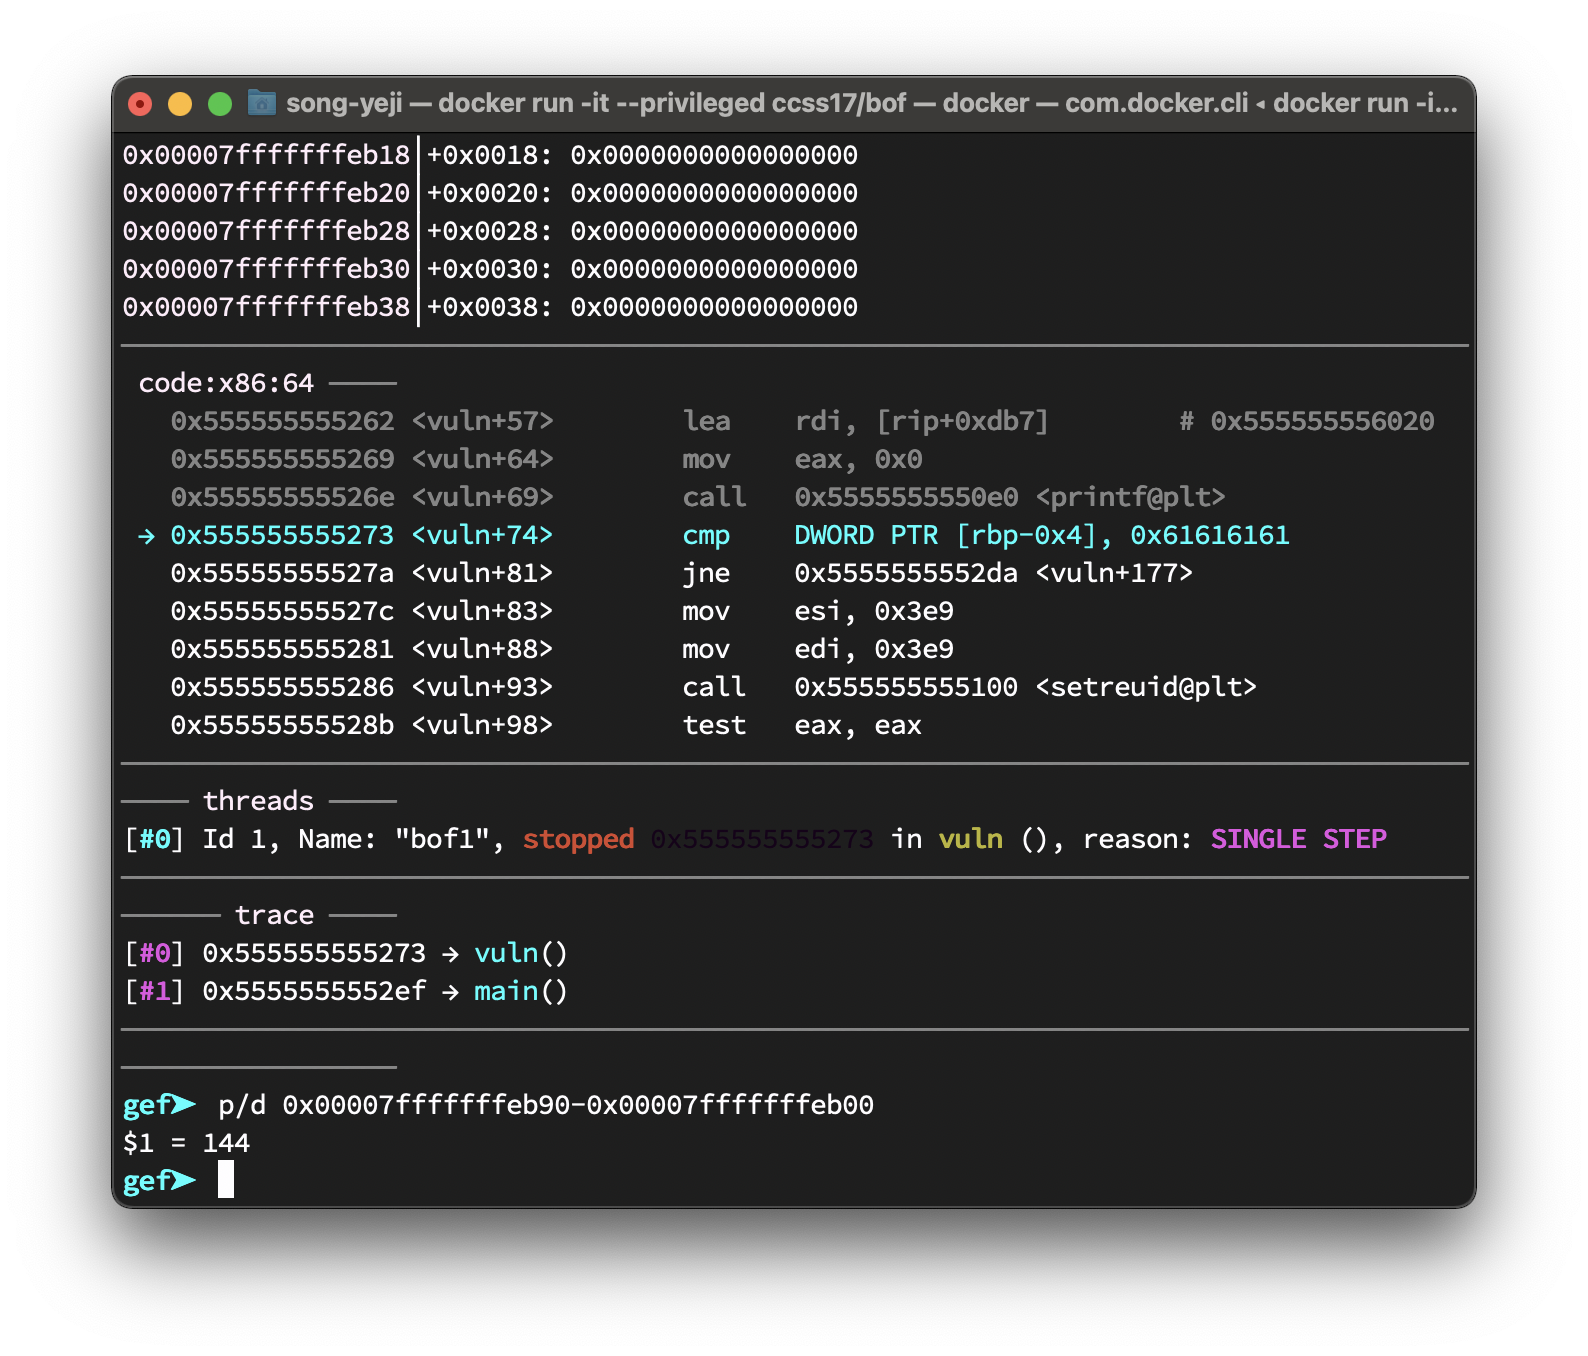 song-yeji — docker run -it --privileged ccss17/bof — docker — com.docker.cli ◂ docker run -i...
0x00007fffffffeb18│+0x0018: 0x0000000000000000
0x00007fffffffeb20│+0x0020: 0x0000000000000000
0x00007fffffffeb28│+0x0028: 0x0000000000000000
0x00007fffffffeb30│+0x0030: 0x0000000000000000
0x00007fffffffeb38│+0x0038: 0x0000000000000000
code:x86:64
0x555555555262 <vuln+57> lea rdi, [rip+0xdb7] # 0x555555556020
0x555555555269 <vuln+64> mov eax, 0x0
0x55555555526e <vuln+69> call 0x5555555550e0 <printf@plt>
→ 0x555555555273 <vuln+74> cmp DWORD PTR [rbp-0x4], 0x61616161
0x55555555527a <vuln+81> jne 0x5555555552da <vuln+177>
0x55555555527c <vuln+83> mov esi, 0x3e9
0x555555555281 <vuln+88> mov edi, 0x3e9
0x555555555286 <vuln+93> call 0x555555555100 <setreuid@plt>
0x55555555528b <vuln+98> test eax, eax
threads
[#0] Id 1, Name: "bof1", stopped 0x555555555273 in vuln (), reason: SINGLE STEP
trace
[#0] 0x555555555273 → vuln()
[#1] 0x5555555552ef → main()
gef➤ p/d 0x00007fffffffeb90-0x00007fffffffeb00
$1 = 144
gef➤